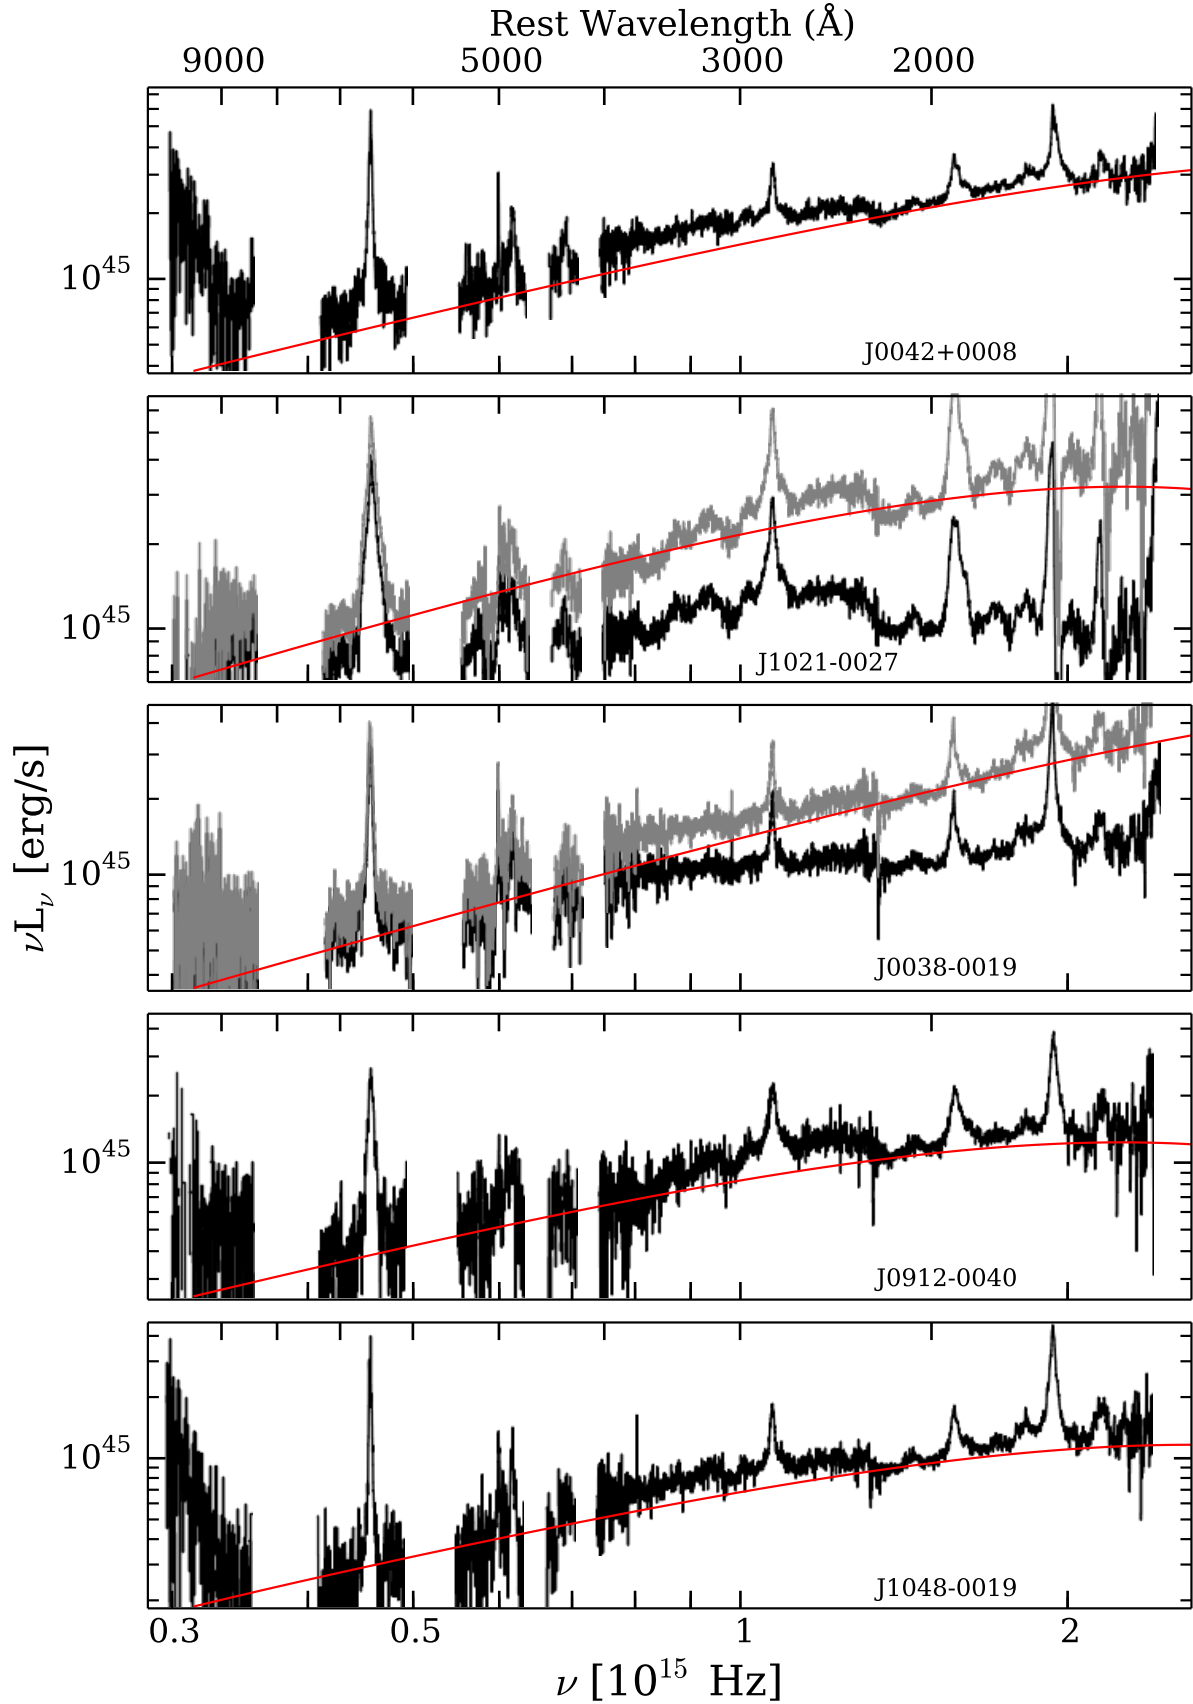 Rest Wavelength (Å)
9000 5000 3000 2000
10^45
J0042+0008
10^45
J1021-0027
νL_ν [erg/s]
10^45
J0038-0019
10^45
J0912-0040
10^45
J1048-0019
0.3 0.5 1 2
ν [10^15 Hz]